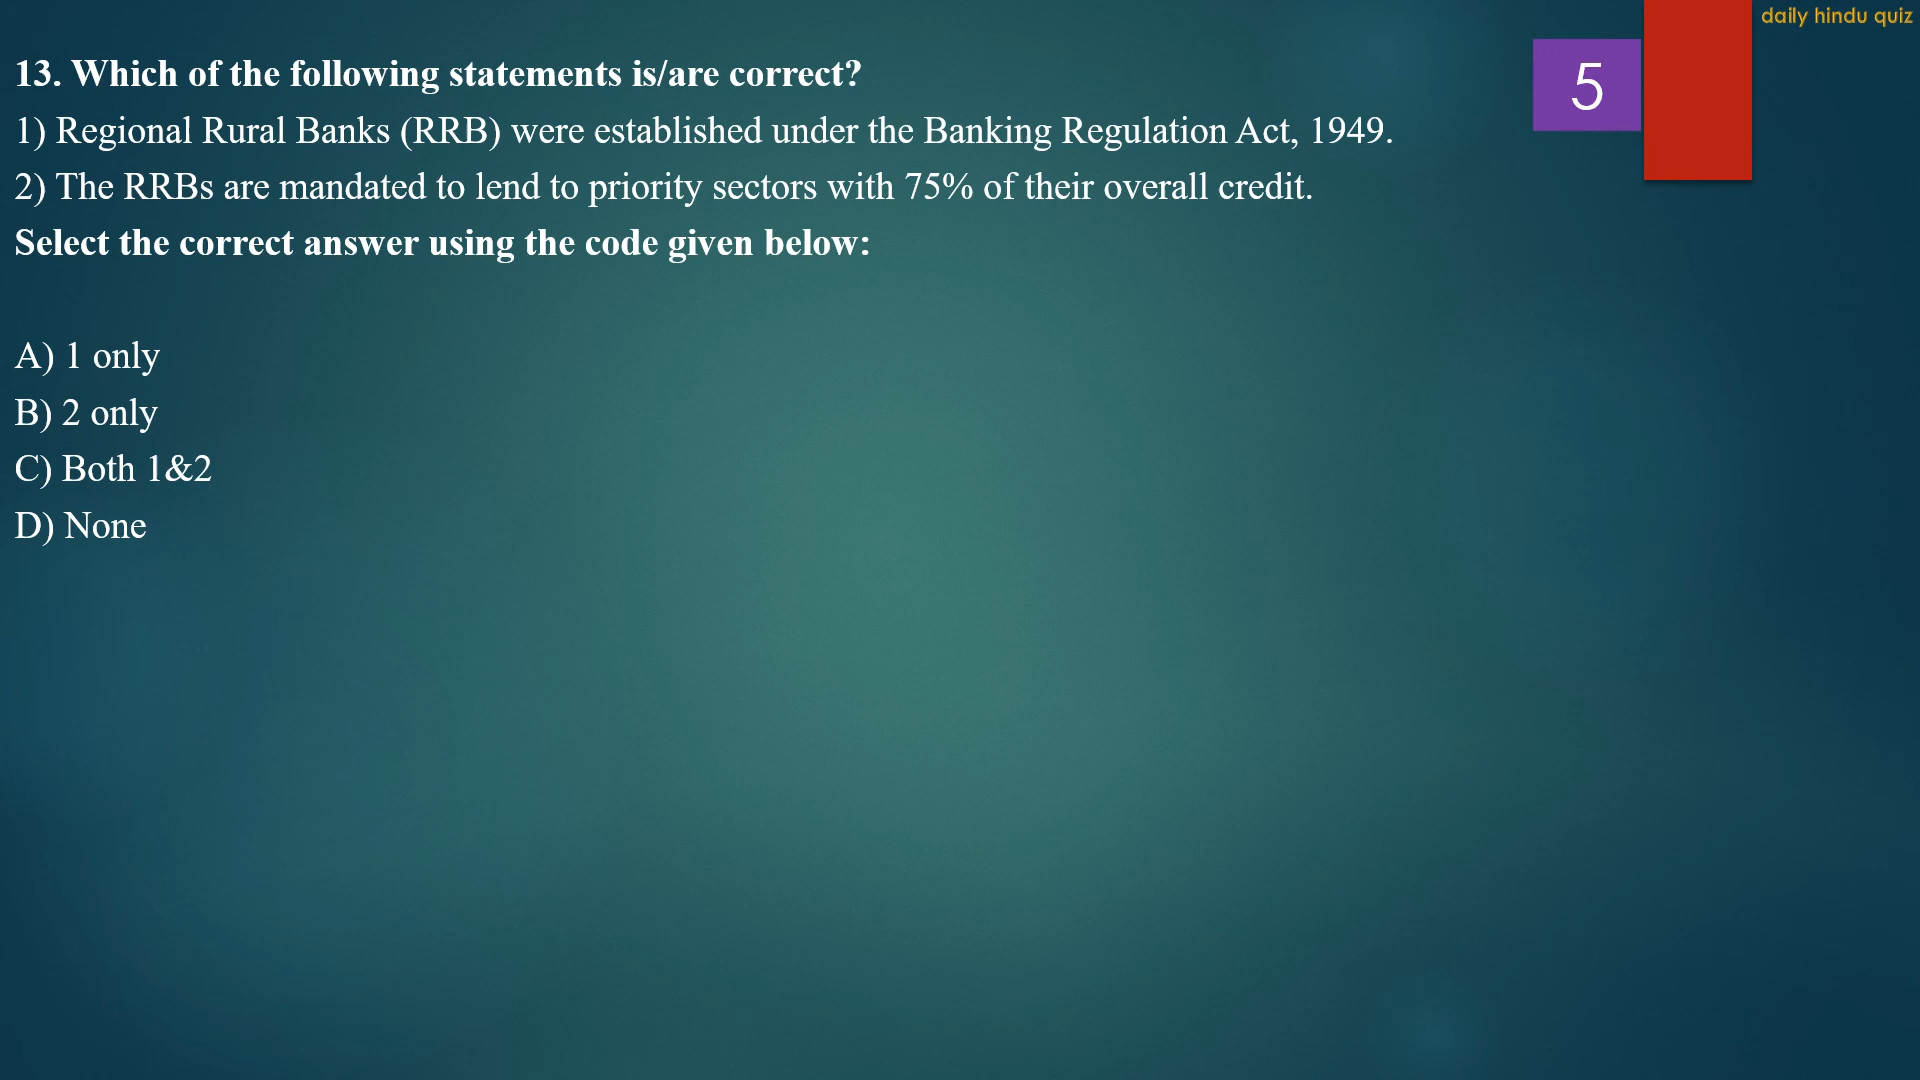 daily hindu quiz
13. Which of the following statements is/are correct?
5
1) Regional Rural Banks (RRB) were established under the Banking Regulation Act, 1949.
2) The RRBs are mandated to lend to priority sectors with 75% of their overall credit.
Select the correct answer using the code given below:
A) 1 only
B) 2 only
C) Both 1&2
D) None